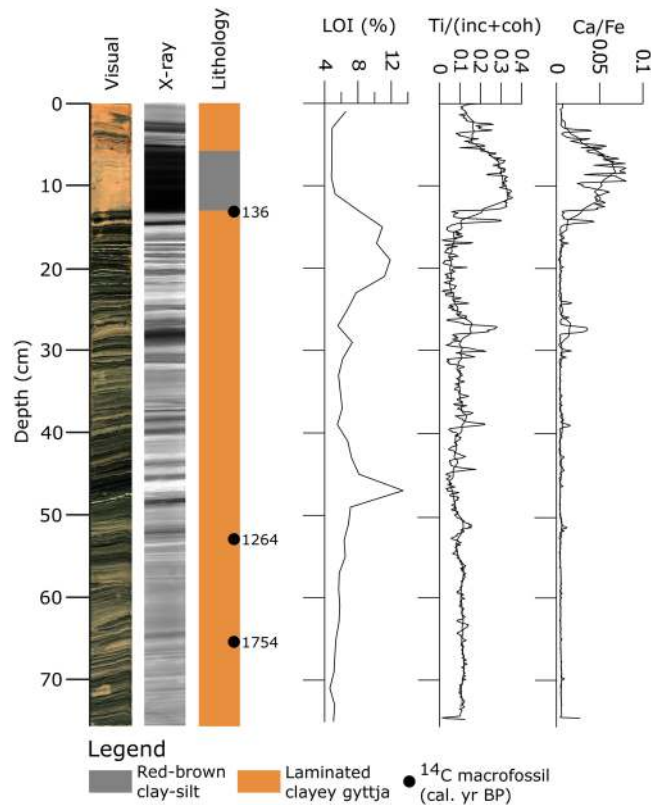 Visual
X-ray
Lithology
LOI (%)
Ti/(inc+coh)
Ca/Fe
4
8
12
0
0.1
0.2
0.3
0.4
0
0.05
0.1
Depth (cm)
0
10
20
30
40
50
60
70
136
1264
1754
Legend
Red-brown
clay-silt
Laminated
clayey gyttja
¹⁴C macrofossil
(cal. yr BP)